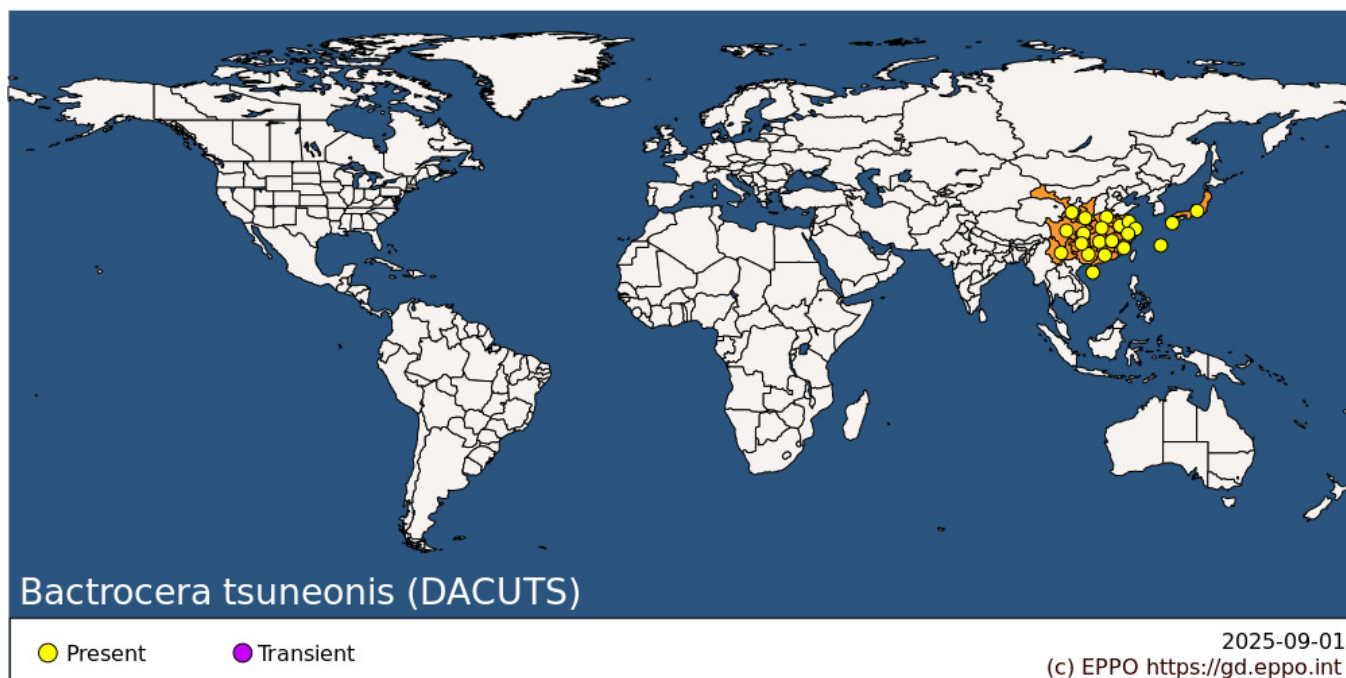 Bactrocera tsuneonis (DACUTS)
Present
Transient
2025-09-01
(c) EPPO https://gd.eppo.int